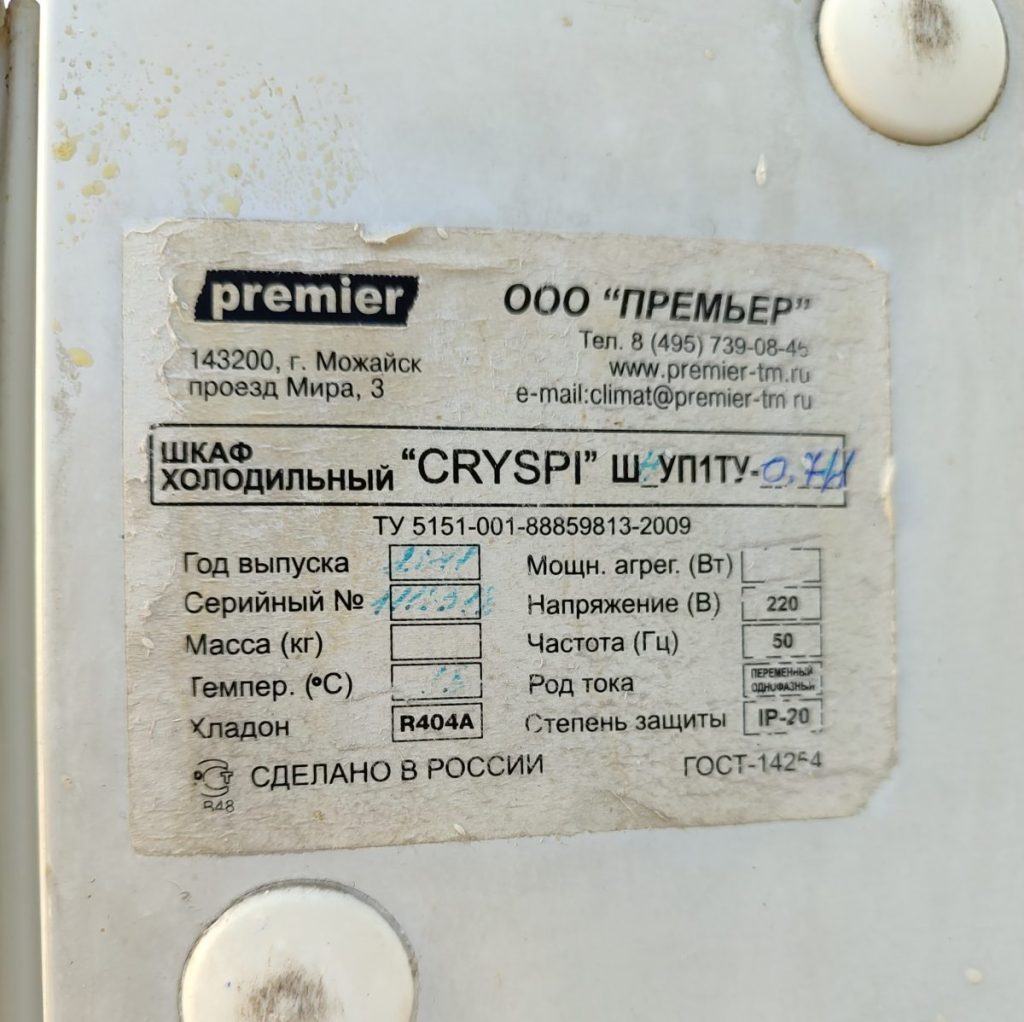 premier
ООО “ПРЕМЬЕР”
143200, г. Можайск
проезд Мира, 3
Тел. 8 (495) 739-08-45
www.premier-tm.ru
e-mail:climat@premier-tm ru
ШКАФ
ХОЛОДИЛЬНЫЙ “CRYSPI” Ш УП1ТУ-0,7
ТУ 5151-001-88859813-2009
Год выпуска
Серийный №
Масса (кг)
Темпер. (°С)
Хладон R404A
Мощн. агрег. (Вт)
Напряжение (В) 220
Частота (Гц) 50
Род тока ПЕРЕМЕННЫЙ
ОДНОФАЗНЫЙ
Степень защиты IP-20
СДЕЛАНО В РОССИИ
ГОСТ-14254